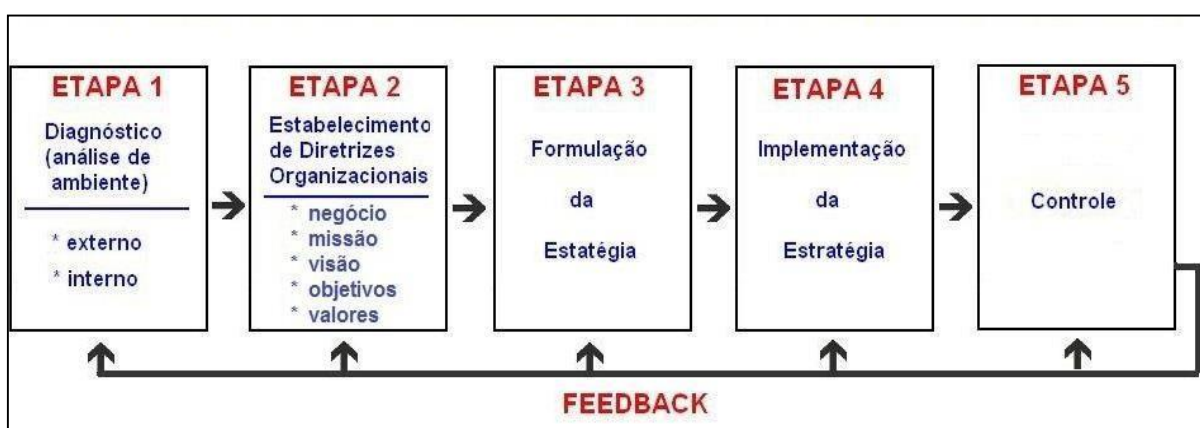 ETAPA 1
Diagnóstico
(análise de
ambiente)
* externo
* interno
ETAPA 2
Estabelecimento
de Diretrizes
Organizacionais
* negócio
* missão
* visão
* objetivos
* valores
ETAPA 3
Formulação
da
Estatégia
ETAPA 4
Implementação
da
Estratégia
ETAPA 5
Controle
FEEDBACK